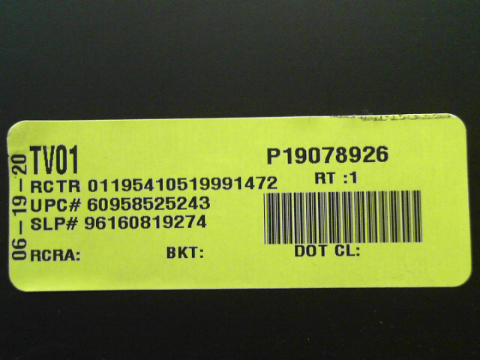 06-19-20
TV01
P19078926
RCTR 01195410519991472
RT :1
UPC# 60958525243
SLP# 96160819274
RCRA:
BKT:
DOT CL: